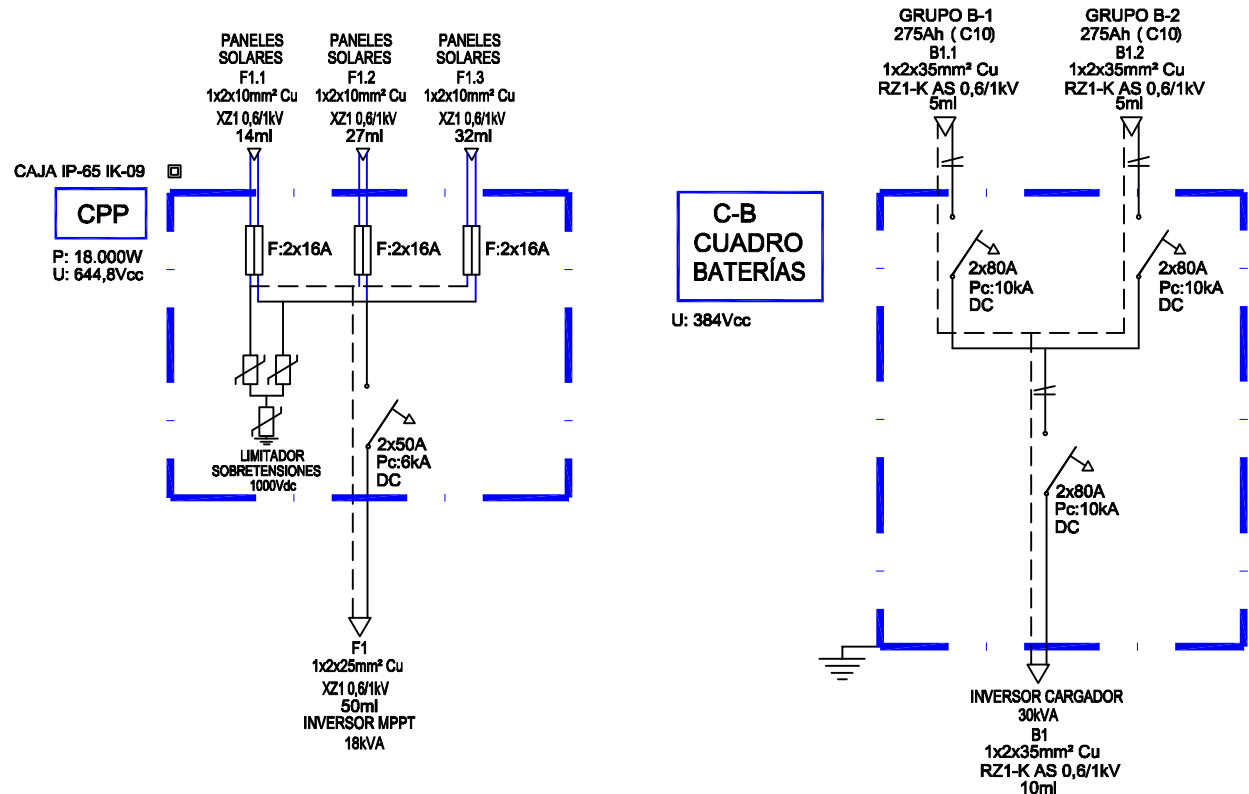 PANELES
SOLARES
F1.1
1x2x10mm² Cu
XZ1 0,6/1kV
14ml
PANELES
SOLARES
F1.2
1x2x10mm² Cu
XZ1 0,6/1kV
27ml
PANELES
SOLARES
F1.3
1x2x10mm² Cu
XZ1 0,6/1kV
32ml
CAJA IP-65 IK-09
CPP
P: 18.000W
U: 644,8Vcc
F:2x16A
F:2x16A
F:2x16A
LIMITADOR
SOBRETENSIONES
1000Vdc
2x50A
Pc:6kA
DC
F1
1x2x25mm² Cu
XZ1 0,6/1kV
50ml
INVERSOR MPPT
18kVA
GRUPO B-1
275Ah ( C10)
B1.1
1x2x35mm² Cu
RZ1-K AS 0,6/1kV
5ml
GRUPO B-2
275Ah ( C10)
B1.2
1x2x35mm² Cu
RZ1-K AS 0,6/1kV
5ml
C-B
CUADRO
BATERÍAS
U: 384Vcc
2x80A
Pc:10kA
DC
2x80A
Pc:10kA
DC
2x80A
Pc:10kA
DC
INVERSOR CARGADOR
30kVA
B1
1x2x35mm² Cu
RZ1-K AS 0,6/1kV
10ml